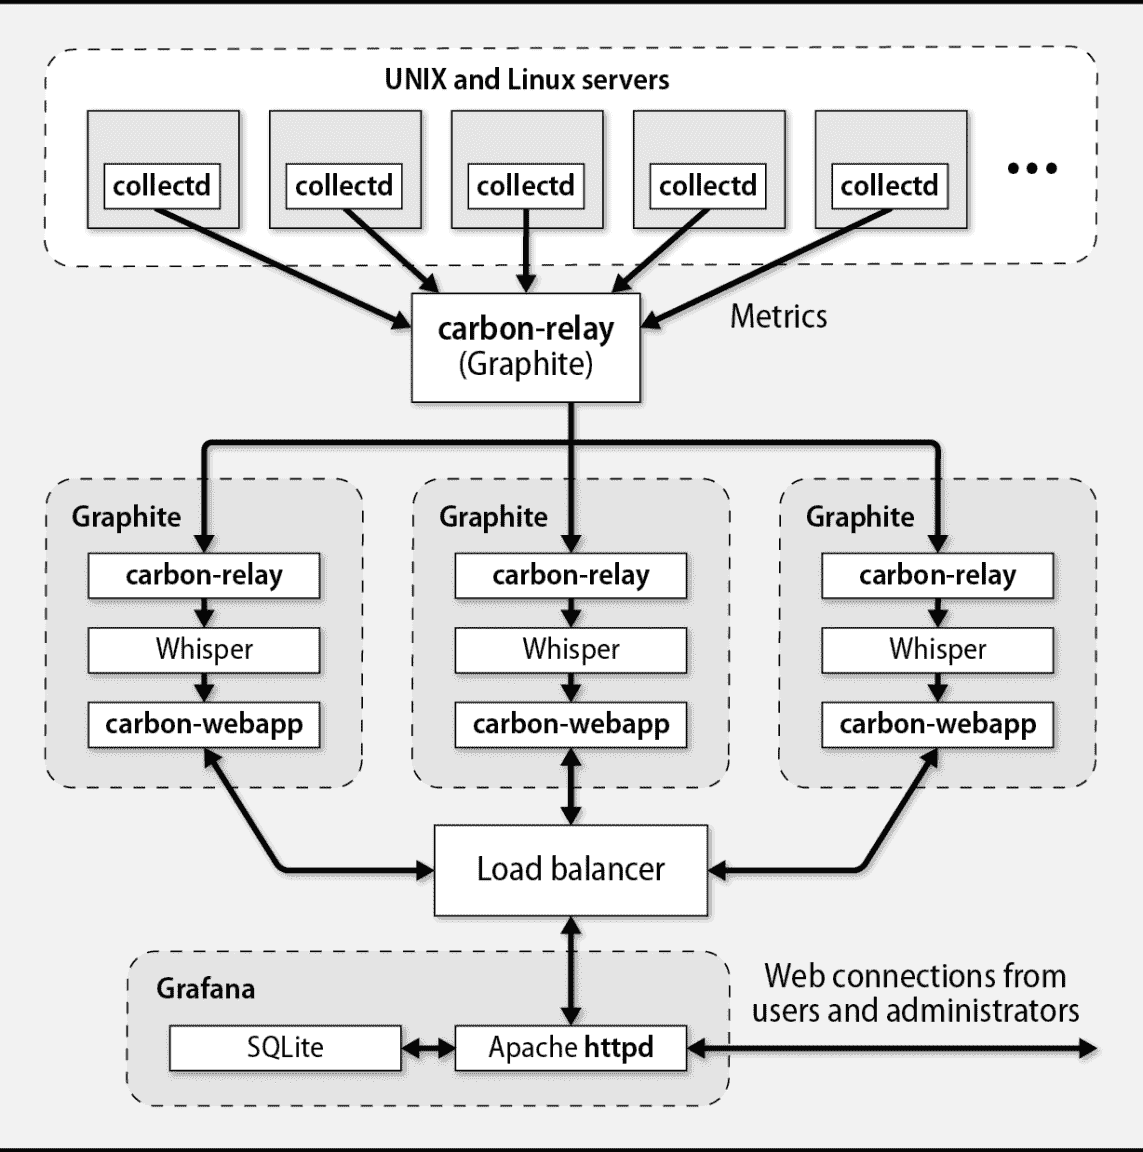 UNIX and Linux servers
collectd
collectd
collectd
collectd
collectd
•••
carbon-relay
(Graphite)
Metrics
Graphite
carbon-relay
Whisper
carbon-webapp
Graphite
carbon-relay
Whisper
carbon-webapp
Graphite
carbon-relay
Whisper
carbon-webapp
Load balancer
Grafana
SQLite
Apache httpd
Web connections from
users and administrators